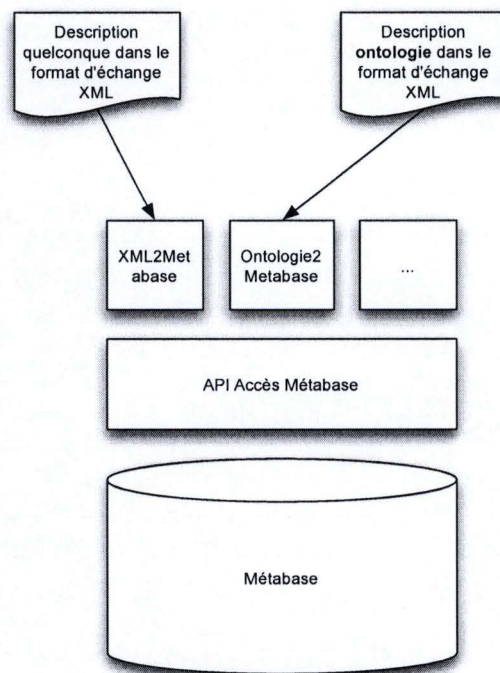 Description
quelconque dans le
format d'échange
XML
Description
ontologie dans le
format d'échange
XML
XML2Met
abase
Ontologie2
Metabase
...
API Accès Métabase
Métabase